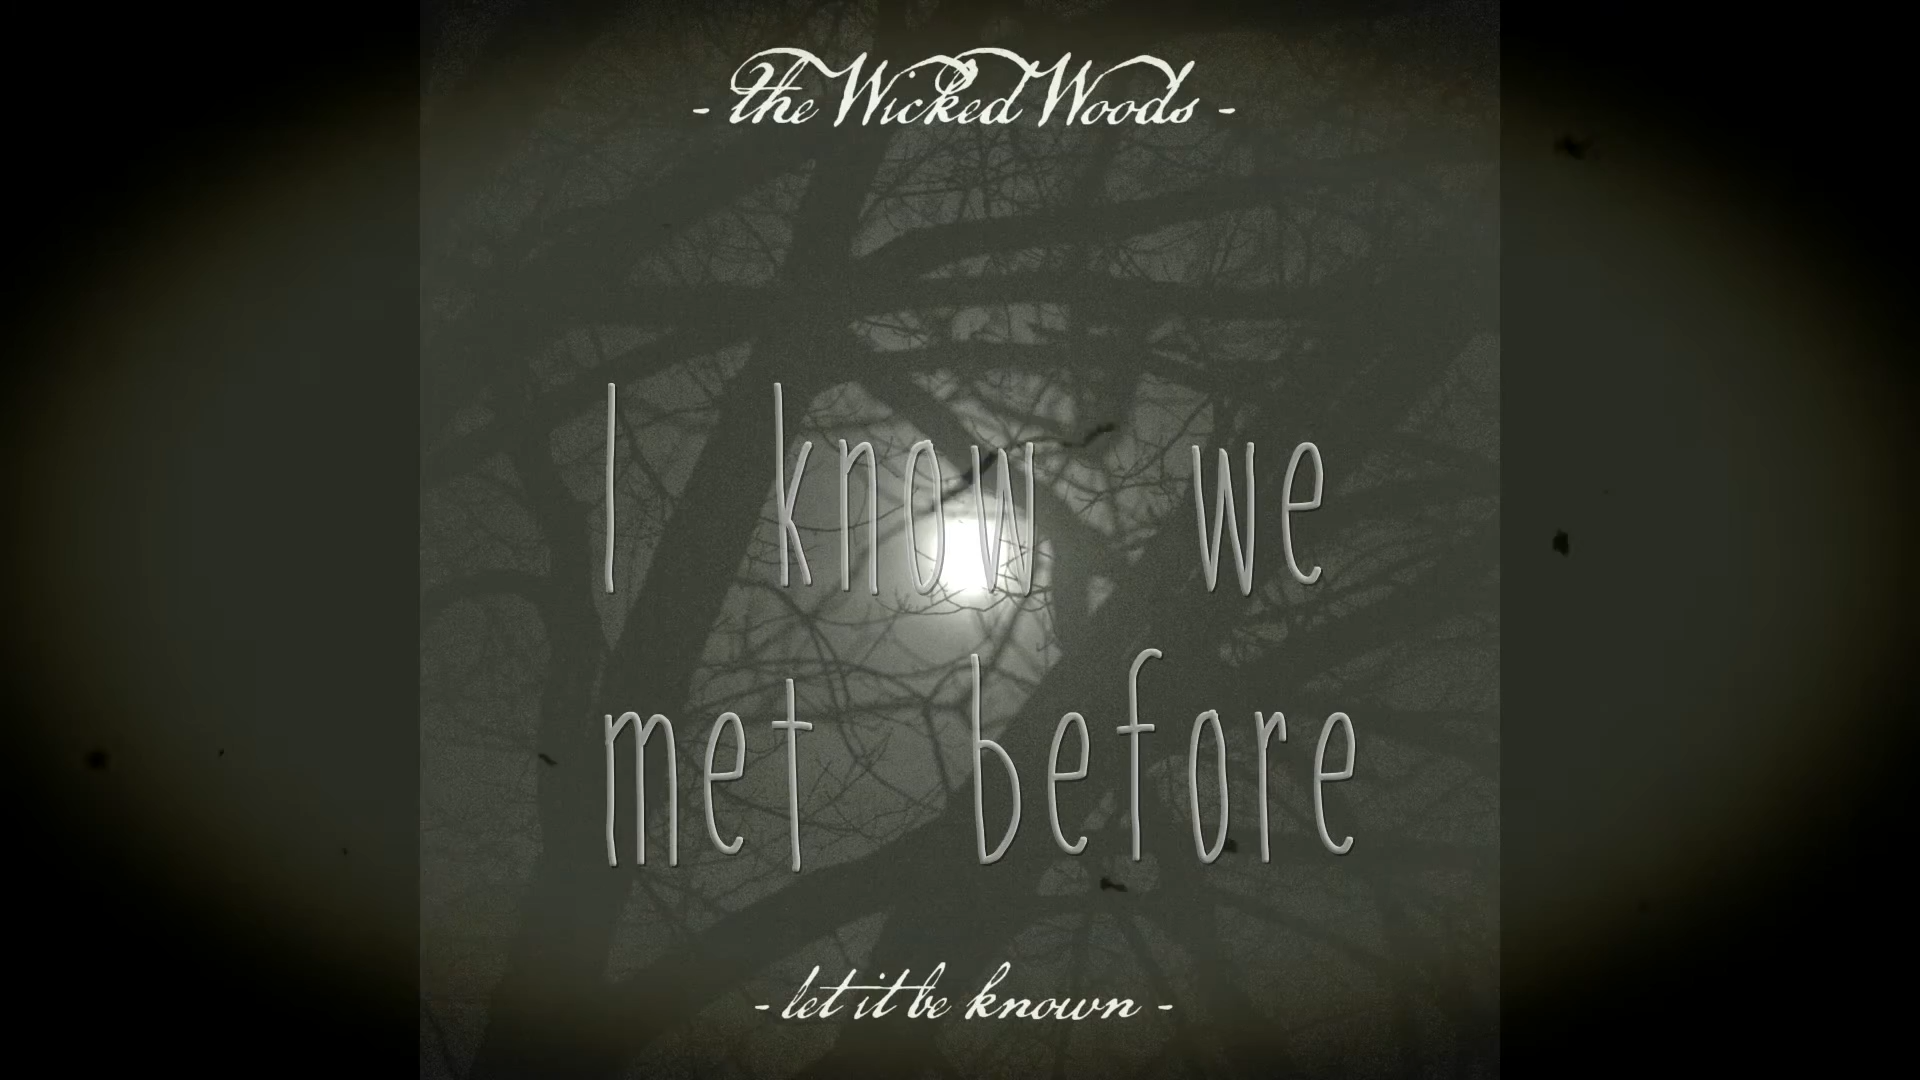 - the Wicked Woods -
I know we
met before
- let it be known -